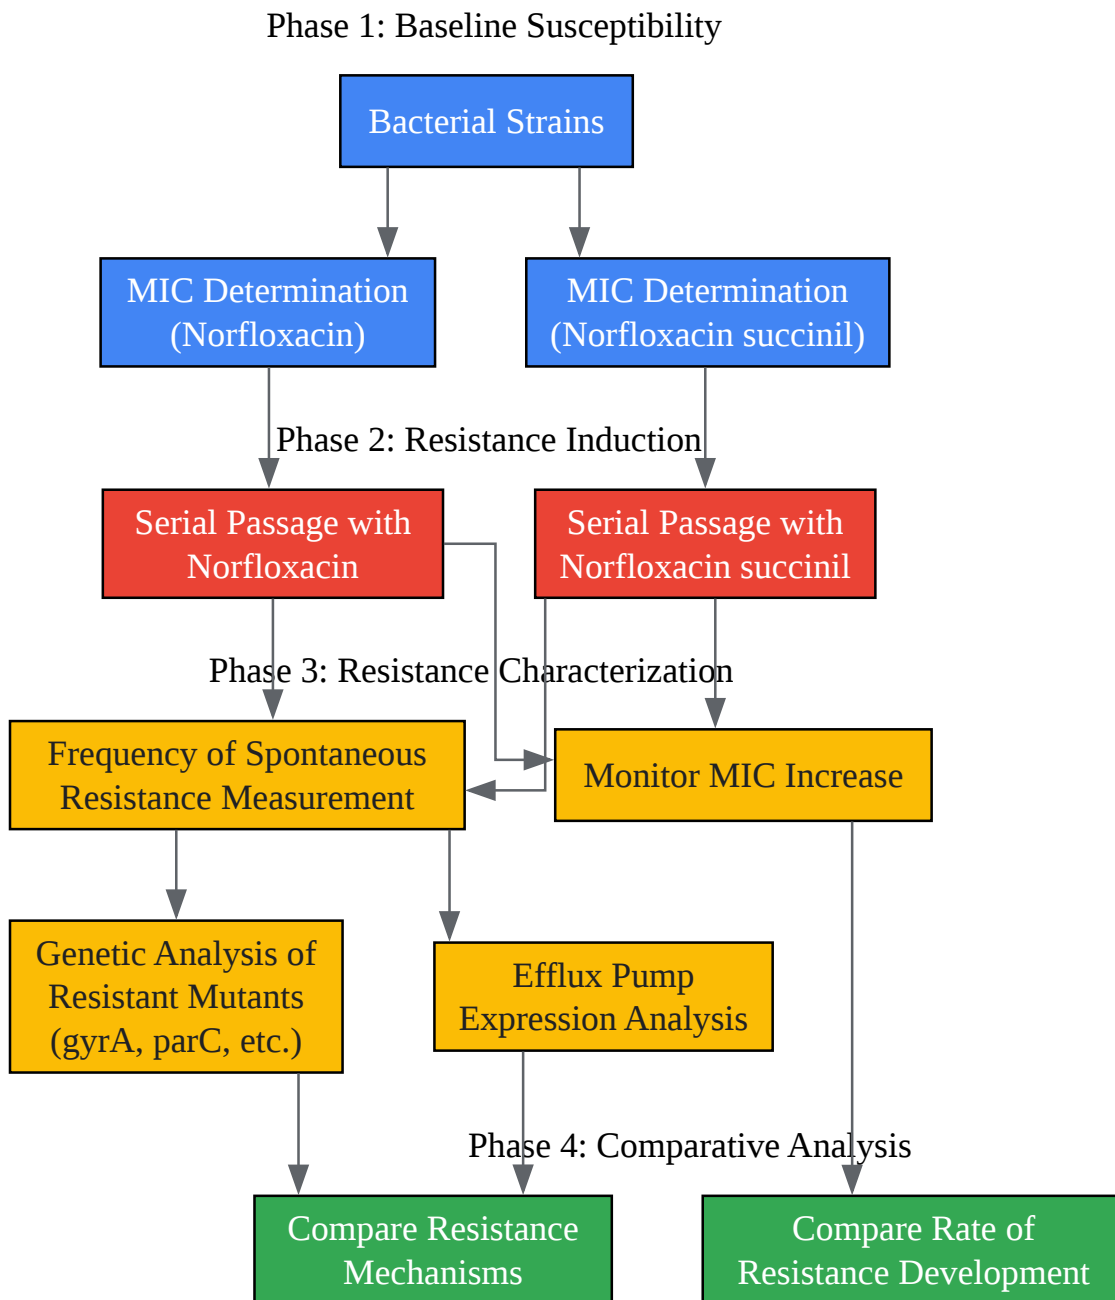 Phase 1: Baseline Susceptibility
Bacterial Strains
MIC Determination
(Norfloxacin)
MIC Determination
(Norfloxacin succinil)
Phase 2: Resistance Induction
Serial Passage with
Norfloxacin
Serial Passage with
Norfloxacin succinil
Phase 3: Resistance Characterization
Frequency of Spontaneous
Resistance Measurement
Monitor MIC Increase
Genetic Analysis of
Resistant Mutants
(gyrA, parC, etc.)
Efflux Pump
Expression Analysis
Phase 4: Comparative Analysis
Compare Resistance
Mechanisms
Compare Rate of
Resistance Development